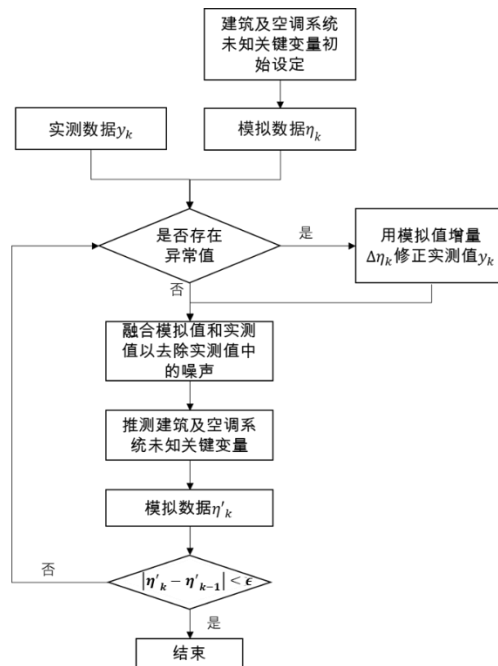 建筑及空调系统
未知关键变量初
始设定
实测数据yₖ
模拟数据ηₖ
是否存在
异常值
是
用模拟值增量
Δηₖ修正实测值yₖ
否
融合模拟值和实测
值以去除实测值中
的噪声
推测建筑及空调系
统未知关键变量
模拟数据η′ₖ
否
|η′ₖ − η′ₖ₋₁| < ϵ
是
结束